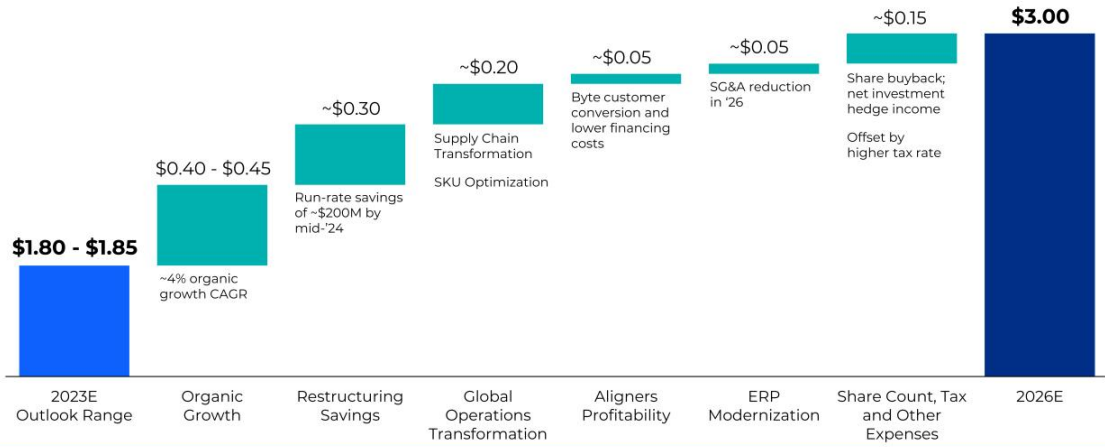 $1.80 - $1.85
2023E
Outlook Range
$0.40 - $0.45
~4% organic
growth CAGR
Organic
Growth
~$0.30
Run-rate savings
of ~$200M by
mid-’24
Restructuring
Savings
~$0.20
Supply Chain
Transformation
SKU Optimization
Global
Operations
Transformation
~$0.05
Byte customer
conversion and
lower financing
costs
Aligners
Profitability
~$0.05
SG&A reduction
in ‘26
ERP
Modernization
~$0.15
Share buyback;
net investment
hedge income
Offset by
higher tax rate
Share Count, Tax
and Other
Expenses
$3.00
2026E